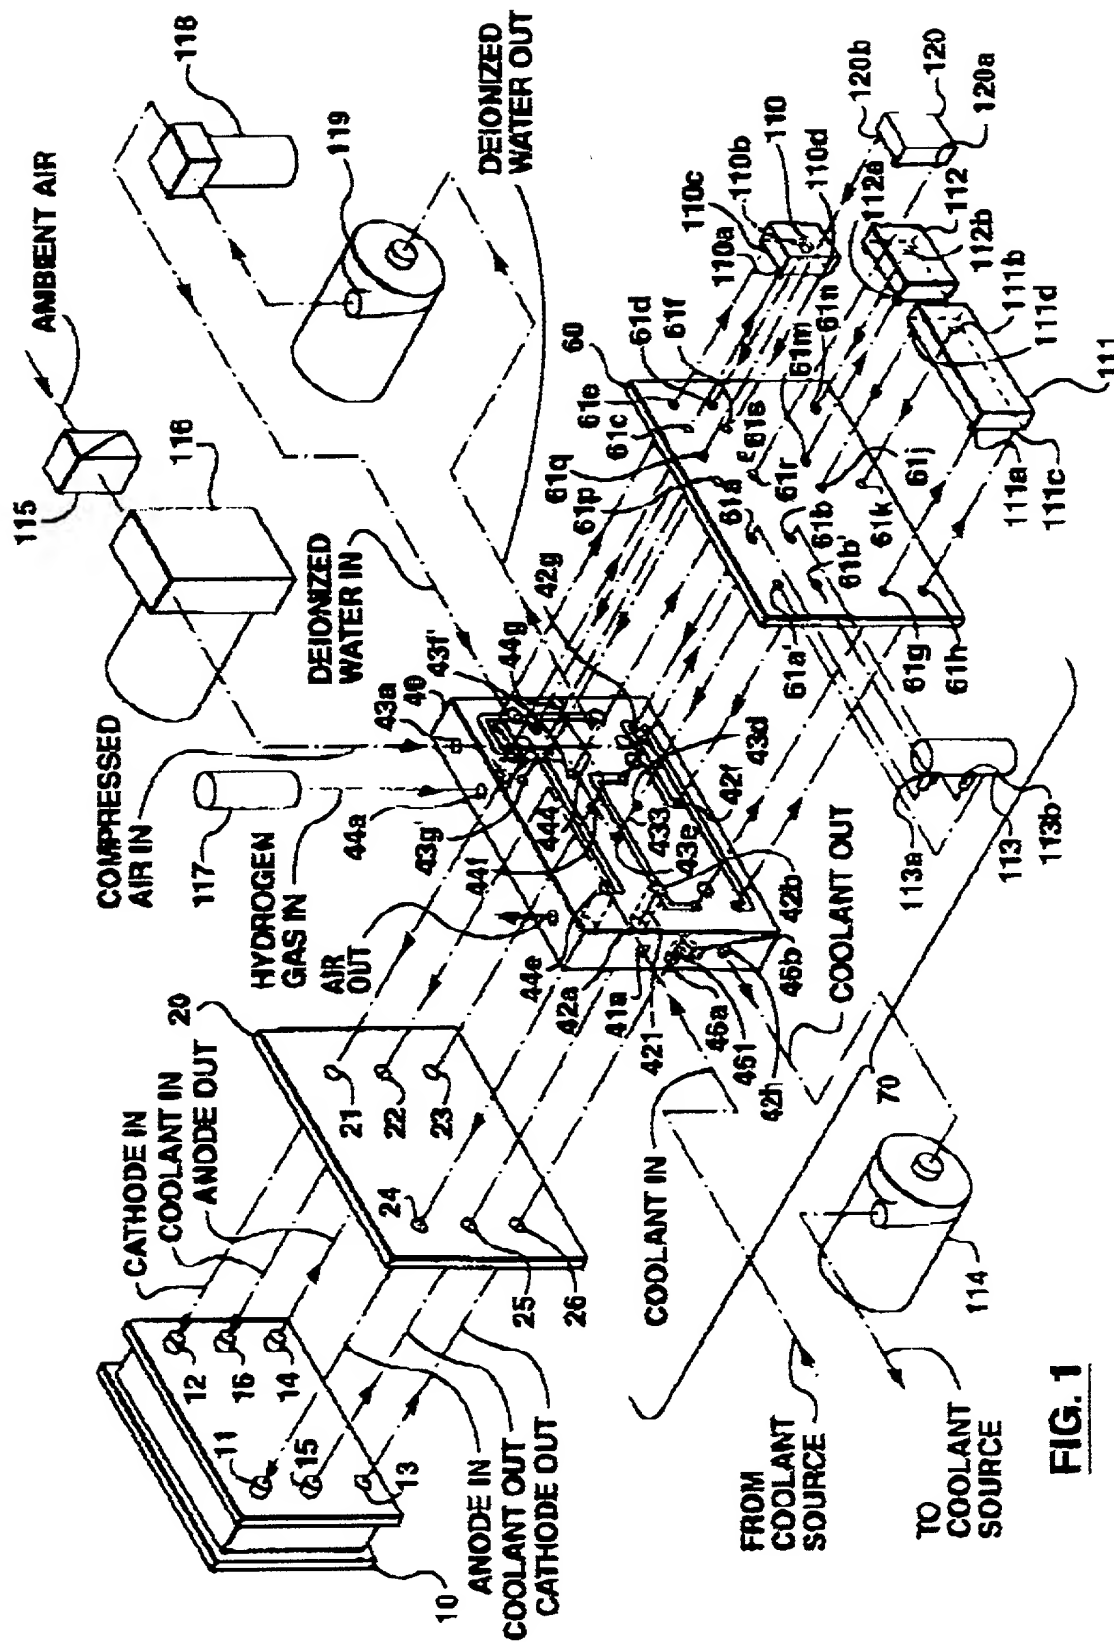 AMBIENT AIR
115
116
118
119
DEIONIZED
WATER OUT
COMPRESSED
AIR IN
117
HYDROGEN
GAS IN
AIR
OUT
DEIONIZED
WATER IN
44a
43a
40
43f'
44g
42g
43g
444
44f
433
43e
43d
42f
42b
44e
42a
41a
421
46a
461
42h
46b
20
21
22
23
24
25
26
CATHODE IN
COOLANT IN
ANODE OUT
12
16
14
11
15
13
10
ANODE IN
COOLANT OUT
CATHODE OUT
COOLANT IN
COOLANT OUT
70
114
FROM
COOLANT
SOURCE
TO
COOLANT
SOURCE
60
61e
61c
61d
61f
61q
61p
61a
61s
61r
61m
61n
61b
61b'
61j
61k
61a'
61g
61h
113a
113
113b
110c
110b
110a
110
110d
112a
112
112b
111b
111d
111a
111c
111
120b
120
120a
FIG. 1